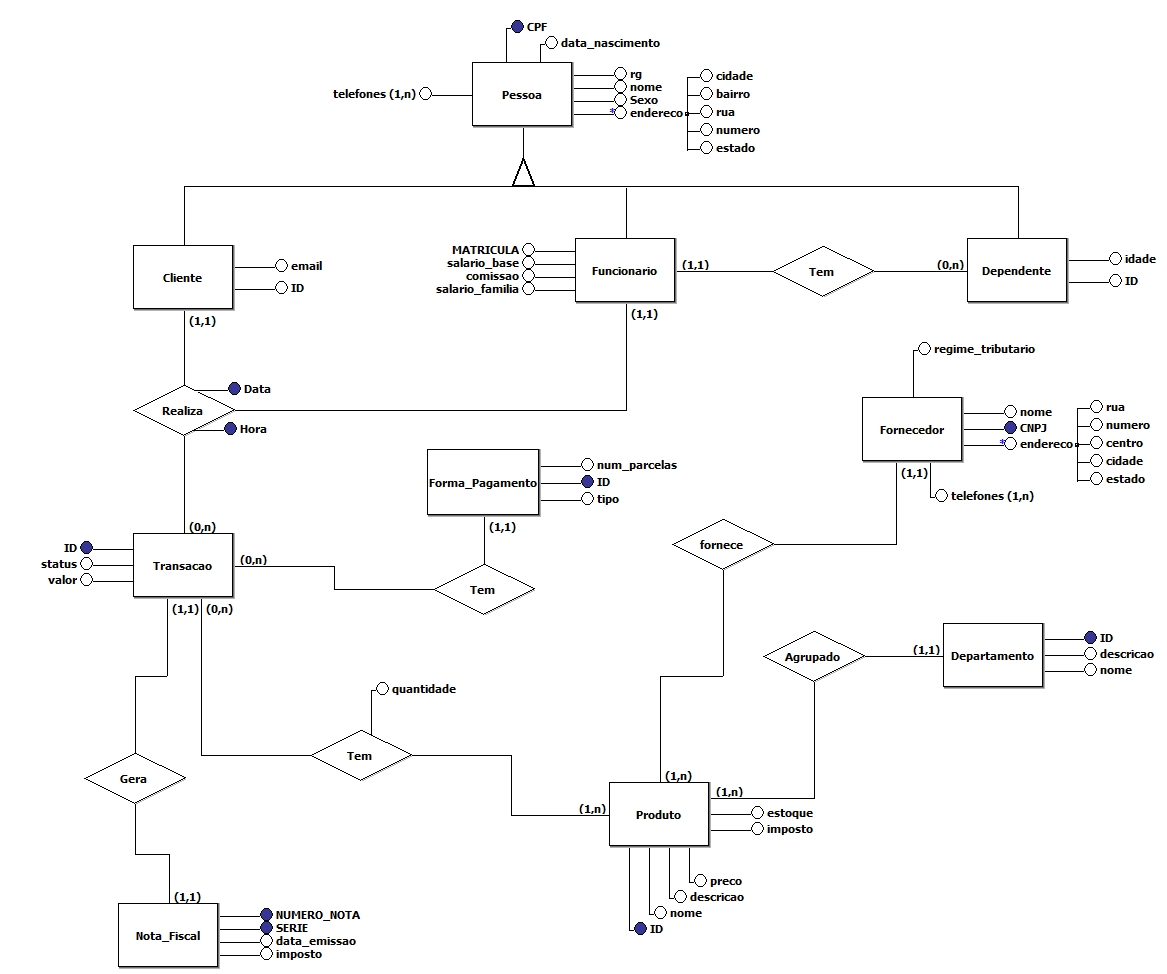 CPF
data_nascimento
telefones (1,n)
Pessoa
rg
nome
Sexo
* endereco
cidade
bairro
rua
numero
estado
Cliente
email
ID
(1,1)
MATRICULA
salario_base
comissao
salario_familia
Funcionario
(1,1)
(1,1)
Tem
(0,n)
Dependente
idade
ID
Data
Realiza
Hora
(0,n)
regime_tributario
Fornecedor
nome
CNPJ
* endereco
rua
numero
centro
cidade
estado
(1,1)
telefones (1,n)
Forma_Pagamento
num_parcelas
ID
tipo
(1,1)
ID
status
valor
Transacao
(0,n)
(1,1) (0,n)
Tem
fornece
Agrupado
(1,1)
Departamento
ID
descricao
nome
quantidade
Tem
Gera
(1,n)
(1,n)
(1,n)
Produto
estoque
imposto
preco
descricao
nome
ID
(1,1)
Nota_Fiscal
NUMERO_NOTA
SERIE
data_emissao
imposto